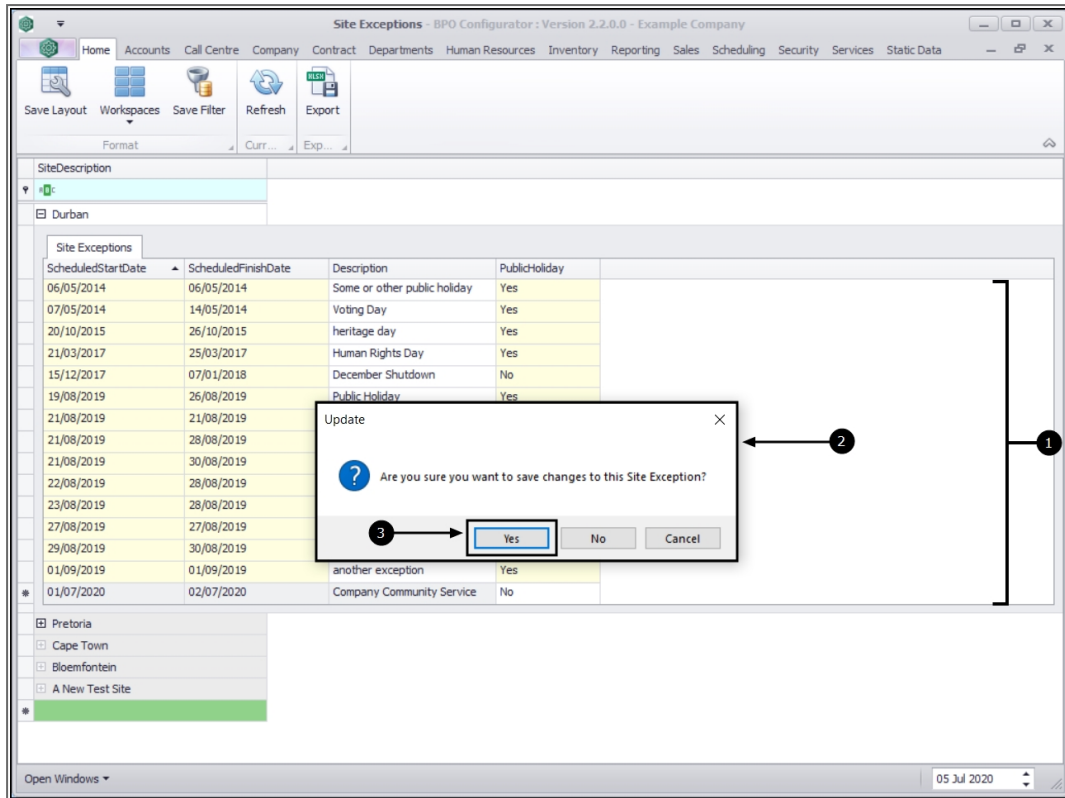 Site Exceptions - BPO Configurator : Version 2.2.0.0 - Example Company
Home Accounts Call Centre Company Contract Departments Human Resources Inventory Reporting Sales Scheduling Security Services Static Data
Save Layout Workspaces Save Filter Refresh Export
Format Curr... Exp...
SiteDescription
Durban
Site Exceptions
ScheduledStartDate ScheduledFinishDate Description PublicHoliday
06/05/2014 06/05/2014 Some or other public holiday Yes
07/05/2014 14/05/2014 Voting Day Yes
20/10/2015 26/10/2015 heritage day Yes
21/03/2017 25/03/2017 Human Rights Day Yes
15/12/2017 07/01/2018 December Shutdown No
19/08/2019 26/08/2019 Public Holiday Yes
21/08/2019 21/08/2019
21/08/2019 28/08/2019
21/08/2019 30/08/2019
22/08/2019 28/08/2019
23/08/2019 28/08/2019
27/08/2019 27/08/2019
29/08/2019 30/08/2019
01/09/2019 01/09/2019 another exception Yes
01/07/2020 02/07/2020 Company Community Service No
Update
Are you sure you want to save changes to this Site Exception?
Yes No Cancel
1
2
3
Pretoria
Cape Town
Bloemfontein
A New Test Site
Open Windows 05 Jul 2020